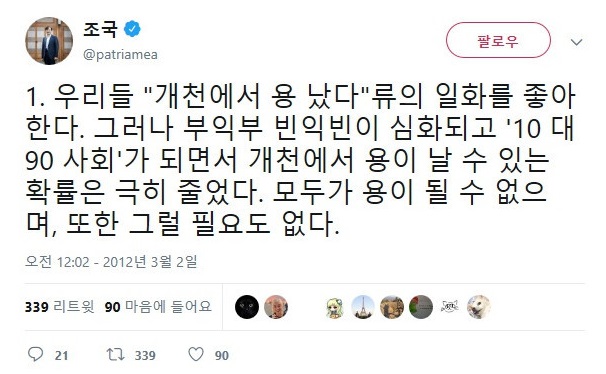 조국
@patriamea
팔로우
1. 우리들 "개천에서 용 났다"류의 일화를 좋아
한다. 그러나 부익부 빈익빈이 심화되고 '10 대
90 사회'가 되면서 개천에서 용이 날 수 있는
확률은 극히 줄었다. 모두가 용이 될 수 없으
며, 또한 그럴 필요도 없다.
오전 12:02 - 2012년 3월 2일
339 리트윗 90 마음에 들어요
21 339 90